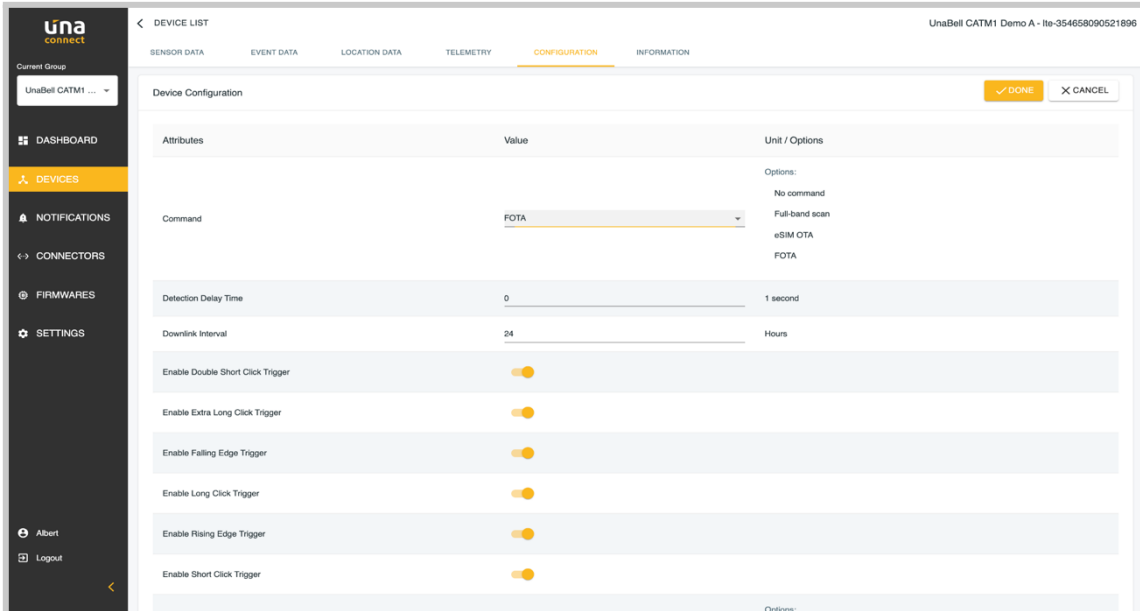 úna
connect
Current Group
UnaBell CATM1 ...
DASHBOARD
DEVICES
NOTIFICATIONS
CONNECTORS
FIRMWARES
SETTINGS
Albert
Logout
DEVICE LIST
UnaBell CATM1 Demo A - lte-354658090521896
SENSOR DATA
EVENT DATA
LOCATION DATA
TELEMETRY
CONFIGURATION
INFORMATION
Device Configuration
DONE
CANCEL
Attributes
Value
Unit / Options
Command
FOTA
Options:
No command
Full-band scan
eSIM OTA
FOTA
Detection Delay Time
0
1 second
Downlink Interval
24
Hours
Enable Double Short Click Trigger
Enable Extra Long Click Trigger
Enable Falling Edge Trigger
Enable Long Click Trigger
Enable Rising Edge Trigger
Enable Short Click Trigger
Options: